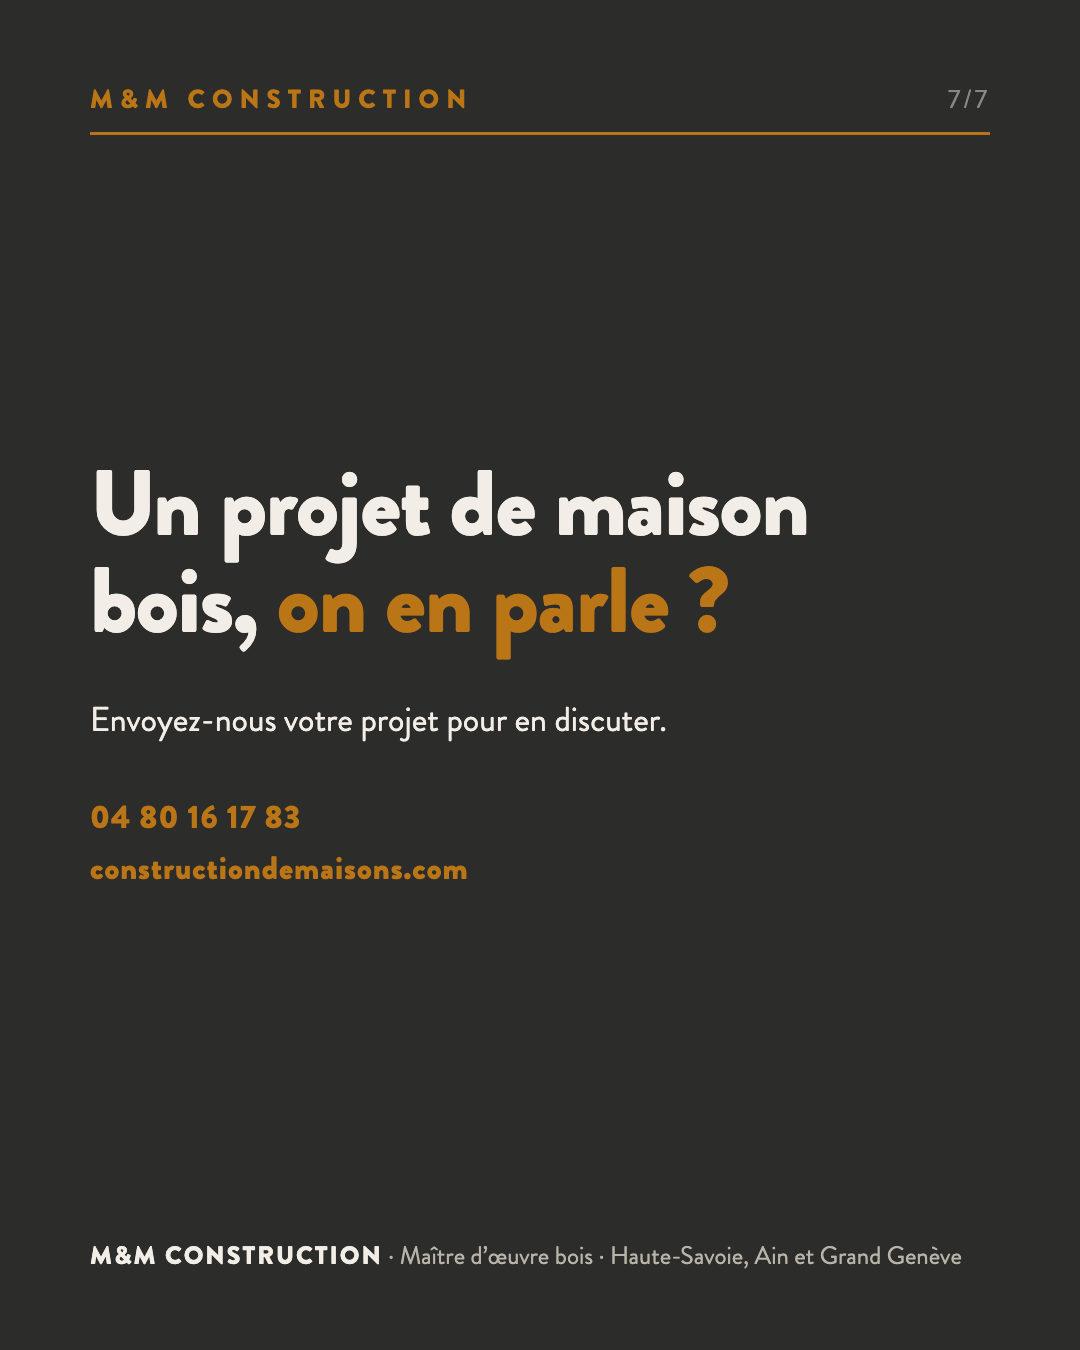 M&M CONSTRUCTION
7/7
Un projet de maison
bois, on en parle ?
Envoyez-nous votre projet pour en discuter.
04 80 16 17 83
constructiondemaisons.com
M&M CONSTRUCTION · Maître d’œuvre bois · Haute-Savoie, Ain et Grand Genève